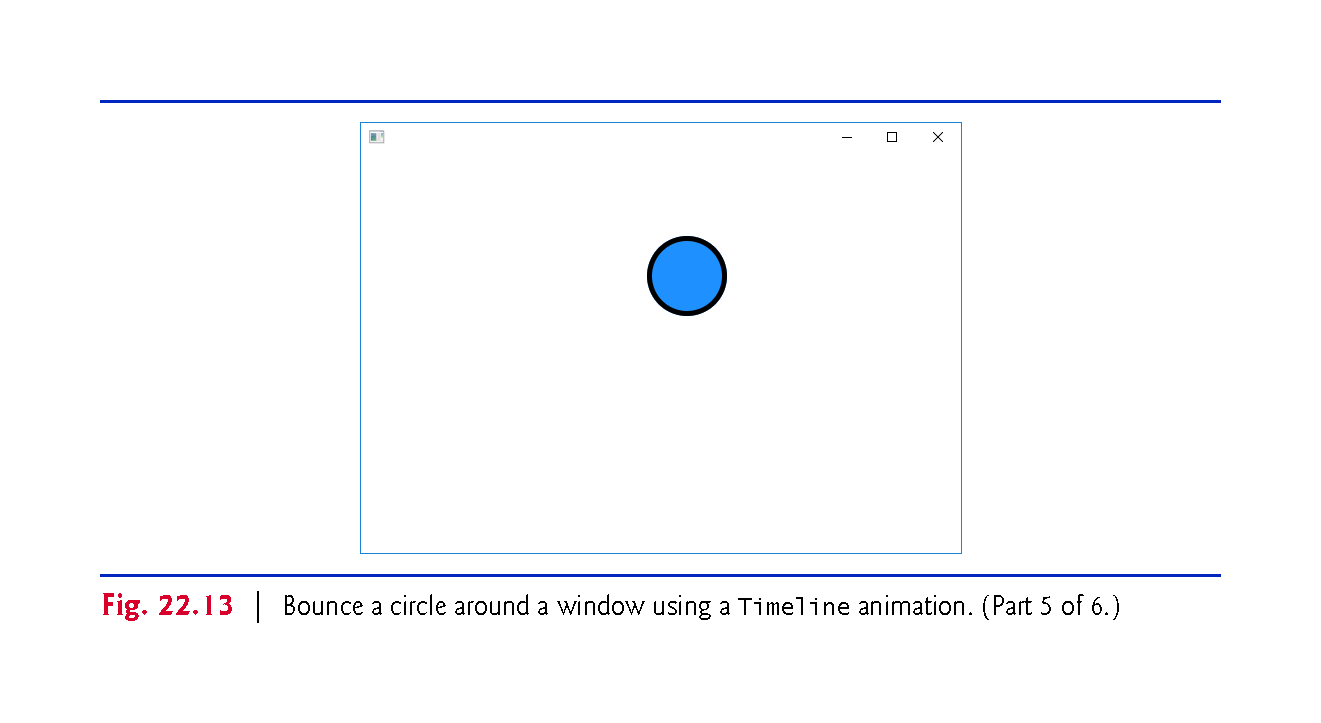 Fig. 22.13 | Bounce a circle around a window using a Timeline animation. (Part 5 of 6.)